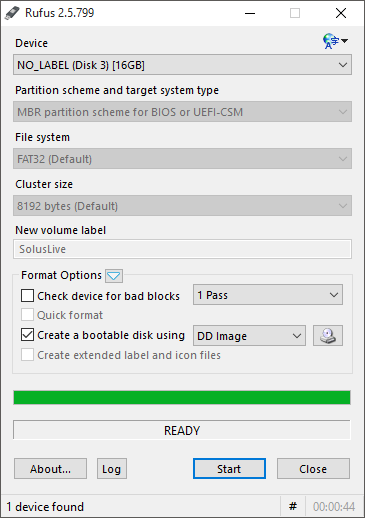 Rufus 2.5.799
Device
NO_LABEL (Disk 3) [16GB]
Partition scheme and target system type
MBR partition scheme for BIOS or UEFI-CSM
File system
FAT32 (Default)
Cluster size
8192 bytes (Default)
New volume label
SolusLive
Format Options
Check device for bad blocks 1 Pass
Quick format
Create a bootable disk using DD Image
Create extended label and icon files
READY
About... Log Start Close
1 device found # 00:00:44